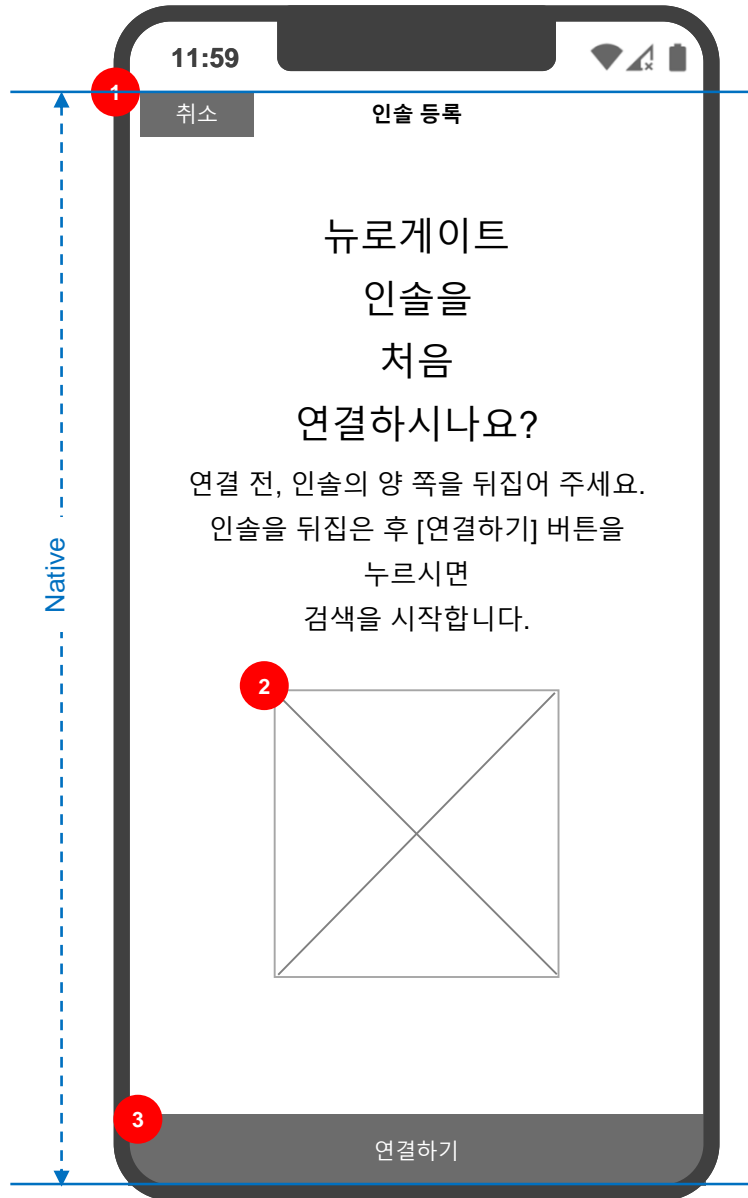 11:59
1
취소
인솔 등록
뉴로게이트
인솔을
처음
연결하시나요?
연결 전, 인솔의 양 쪽을 뒤집어 주세요.
인솔을 뒤집은 후 [연결하기] 버튼을
누르시면
검색을 시작합니다.
Native
2
3
연결하기